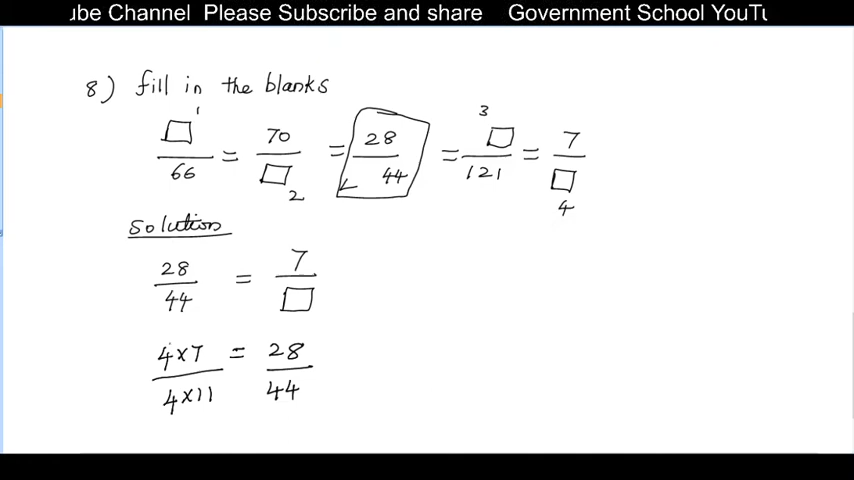 ube Channel Please Subscribe and share Government School YouTu
8) fill in the blanks
□¹/66 = 70/□₂ = 28/44 = ³□/121 = 7/□₄
Solution
28/44 = 7/□
4×7/4×11 = 28/44